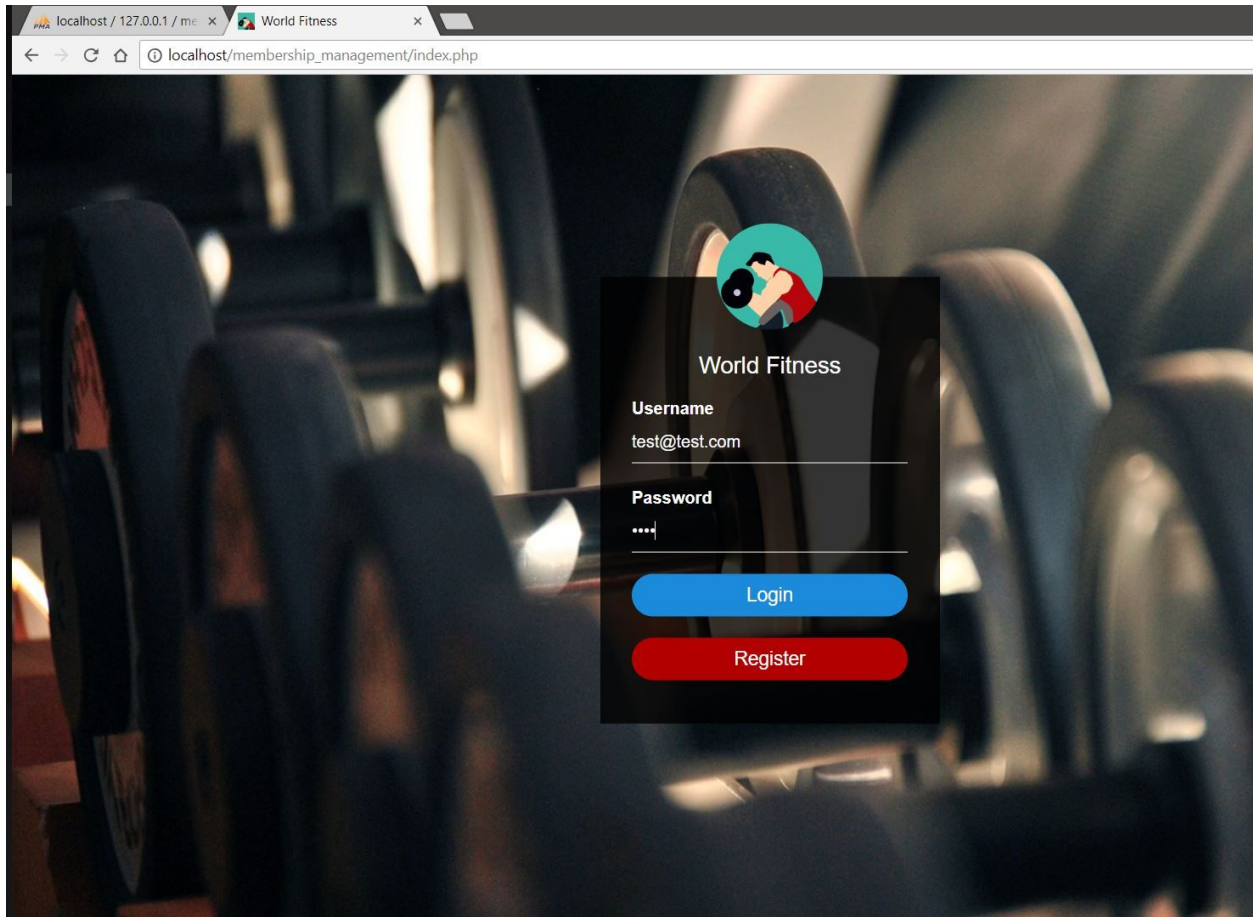 PMA localhost / 127.0.0.1 / me
World Fitness
localhost/membership_management/index.php
World Fitness
Username
test@test.com
Password
••••
Login
Register